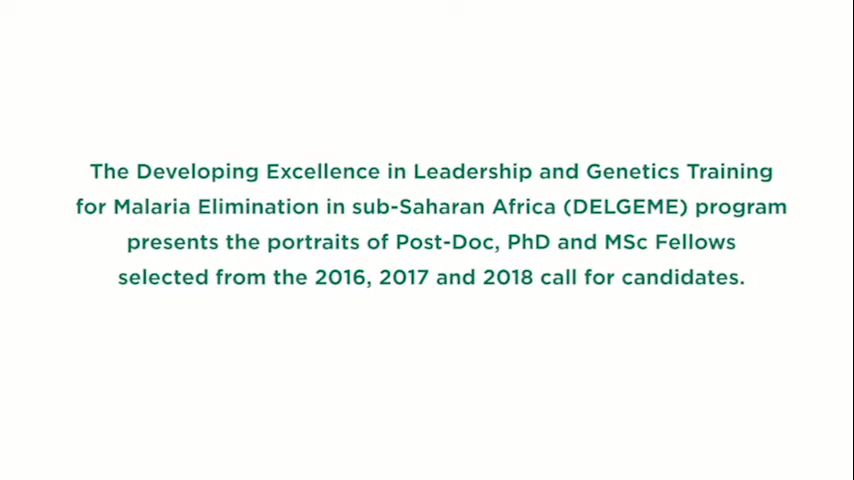 The Developing Excellence in Leadership and Genetics Training
for Malaria Elimination in sub-Saharan Africa (DELGEME) program
presents the portraits of Post-Doc, PhD and MSc Fellows
selected from the 2016, 2017 and 2018 call for candidates.